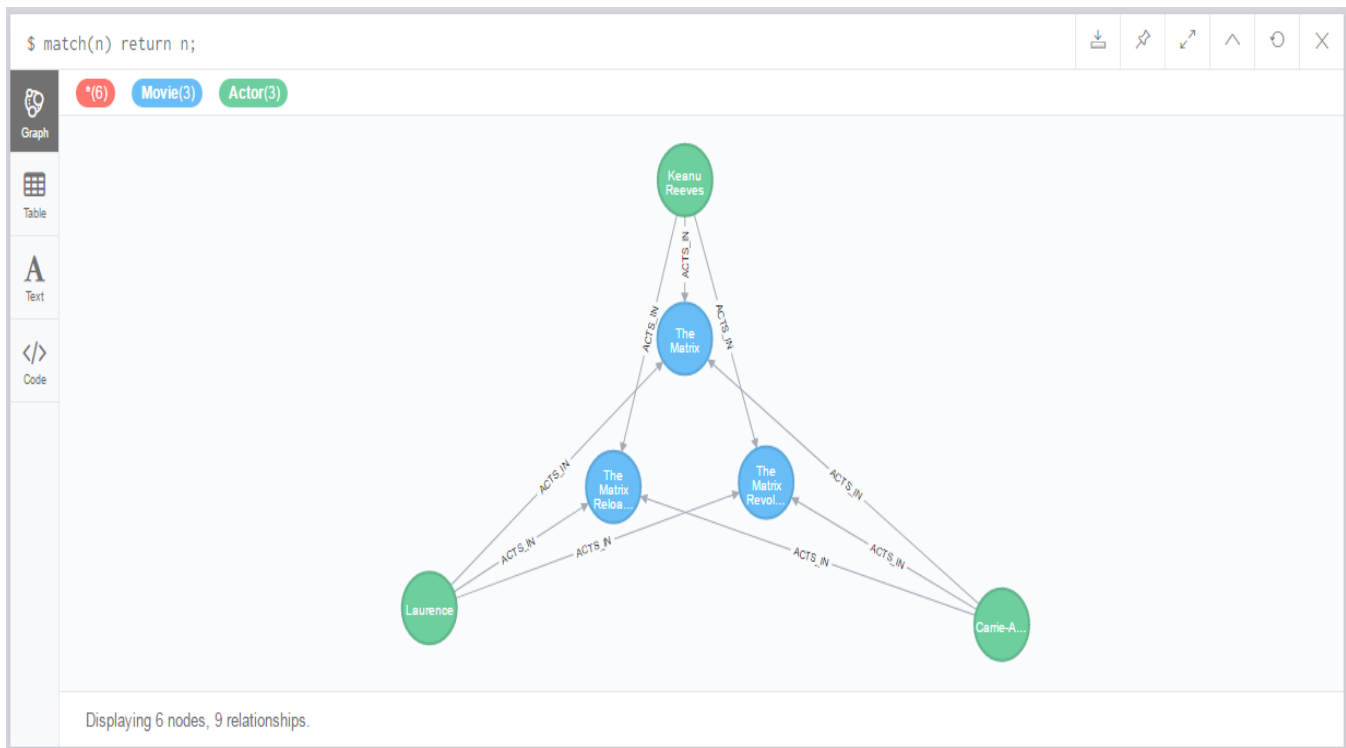 $ match(n) return n;
Graph
*(6) Movie(3) Actor(3)
Table
Text
Code
Keanu
Reeves
ACTS_IN
ACTS_IN
ACTS_IN
The
Matrix
ACTS_IN
ACTS_IN
The
Matrix
Reloa...
The
Matrix
Revol...
ACTS_IN
ACTS_IN
ACTS_IN
ACTS_IN
Laurence
Carrie-A...
Displaying 6 nodes, 9 relationships.